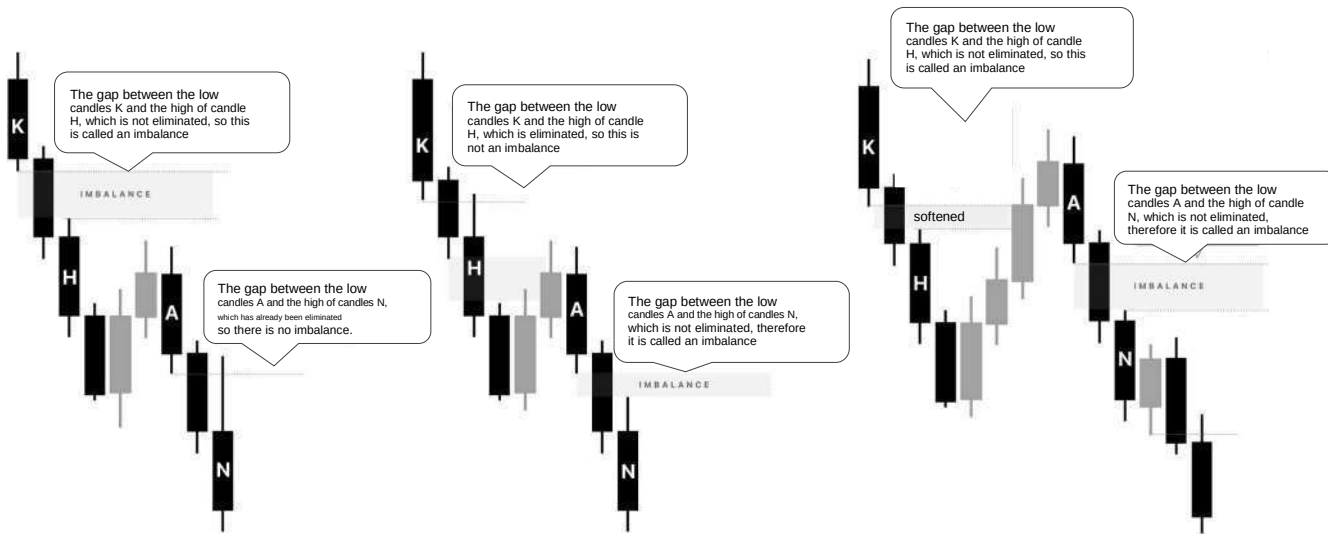 The gap between the low
candles K and the high of candle
H, which is not eliminated, so this
is called an imbalance
K
IMBALANCE
H
A
The gap between the low
candles A and the high of candles N,
which has already been eliminated
so there is no imbalance.
N
The gap between the low
candles K and the high of candle
H, which is eliminated, so this is
not an imbalance
K
H
A
The gap between the low
candles A and the high of candles N,
which is not eliminated, therefore
it is called an imbalance
IMBALANCE
N
The gap between the low
candles K and the high of candle
H, which is not eliminated, so this
is called an imbalance
K
softened
A
The gap between the low
candles A and the high of candle
N, which is not eliminated,
therefore it is called an imbalance
H
IMBALANCE
N